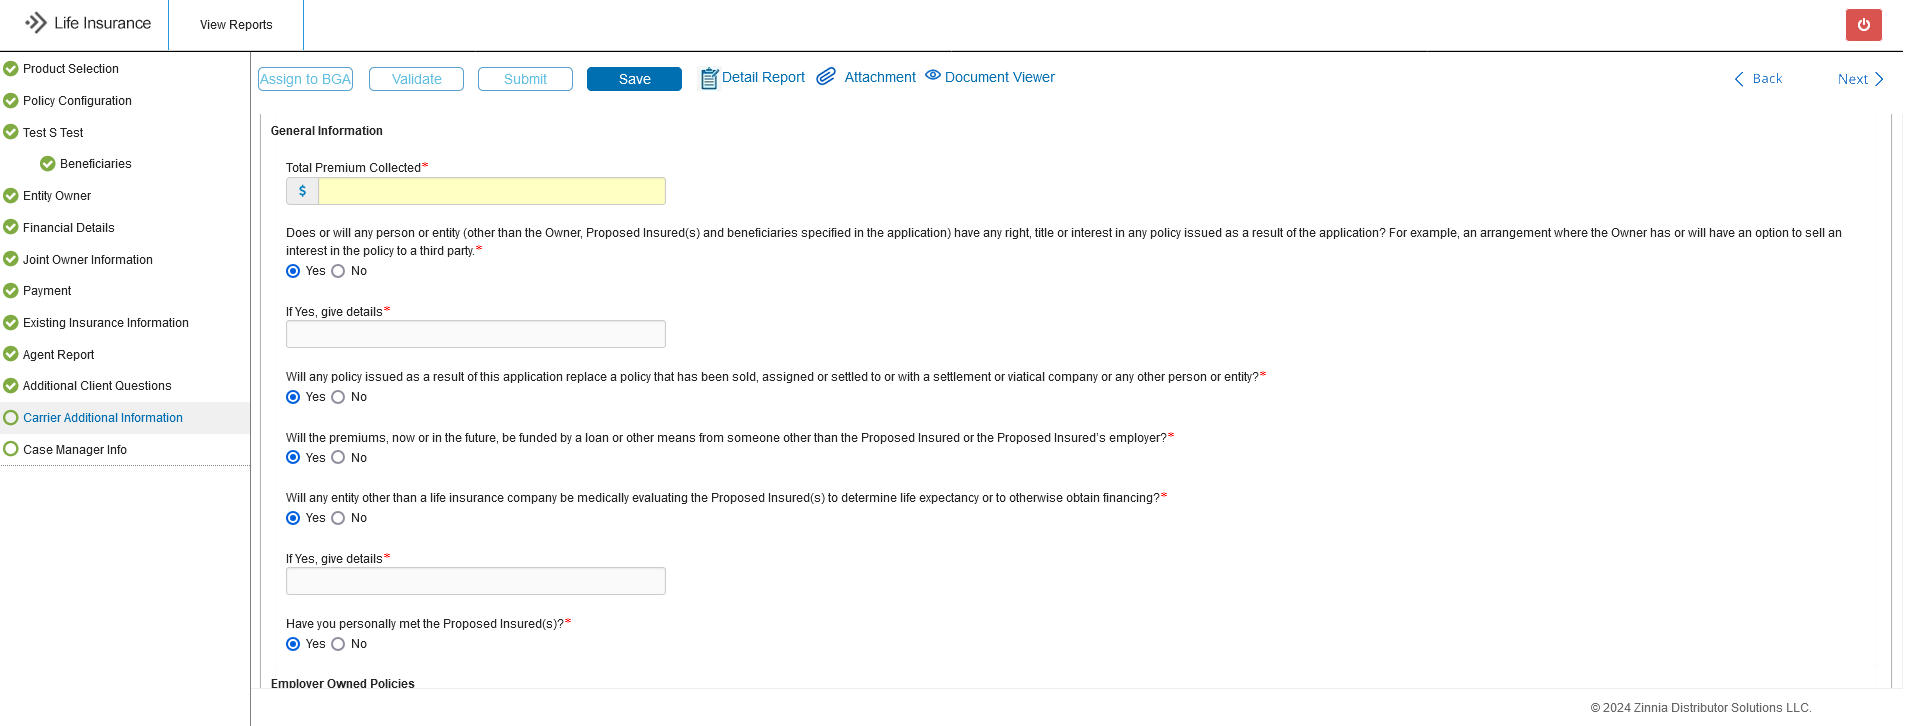 Life Insurance
View Reports
Product Selection
Policy Configuration
Test S Test
Beneficiaries
Entity Owner
Financial Details
Joint Owner Information
Payment
Existing Insurance Information
Agent Report
Additional Client Questions
Carrier Additional Information
Case Manager Info
Assign to BGA
Validate
Submit
Save
Detail Report
Attachment
Document Viewer
Back
Next
General Information
Total Premium Collected*
$
Does or will any person or entity (other than the Owner, Proposed Insured(s) and beneficiaries specified in the application) have any right, title or interest in any policy issued as a result of the application? For example, an arrangement where the Owner has or will have an option to sell an
interest in the policy to a third party.*
Yes No
If Yes, give details*
Will any policy issued as a result of this application replace a policy that has been sold, assigned or settled to or with a settlement or viatical company or any other person or entity?*
Yes No
Will the premiums, now or in the future, be funded by a loan or other means from someone other than the Proposed Insured or the Proposed Insured's employer?*
Yes No
Will any entity other than a life insurance company be medically evaluating the Proposed Insured(s) to determine life expectancy or to otherwise obtain financing?*
Yes No
If Yes, give details*
Have you personally met the Proposed Insured(s)?*
Yes No
Employer Owned Policies
© 2024 Zinnia Distributor Solutions LLC.